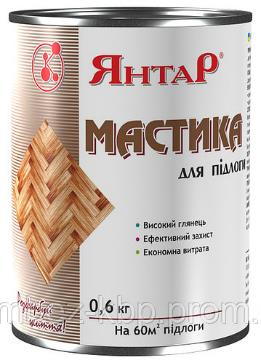 ЯНТАР
МАСТИКА
ДЛЯ ПІДЛОГИ
Високий глянець
Ефективний захист
Економна витрата
0,6 кг
На 60м² підлоги